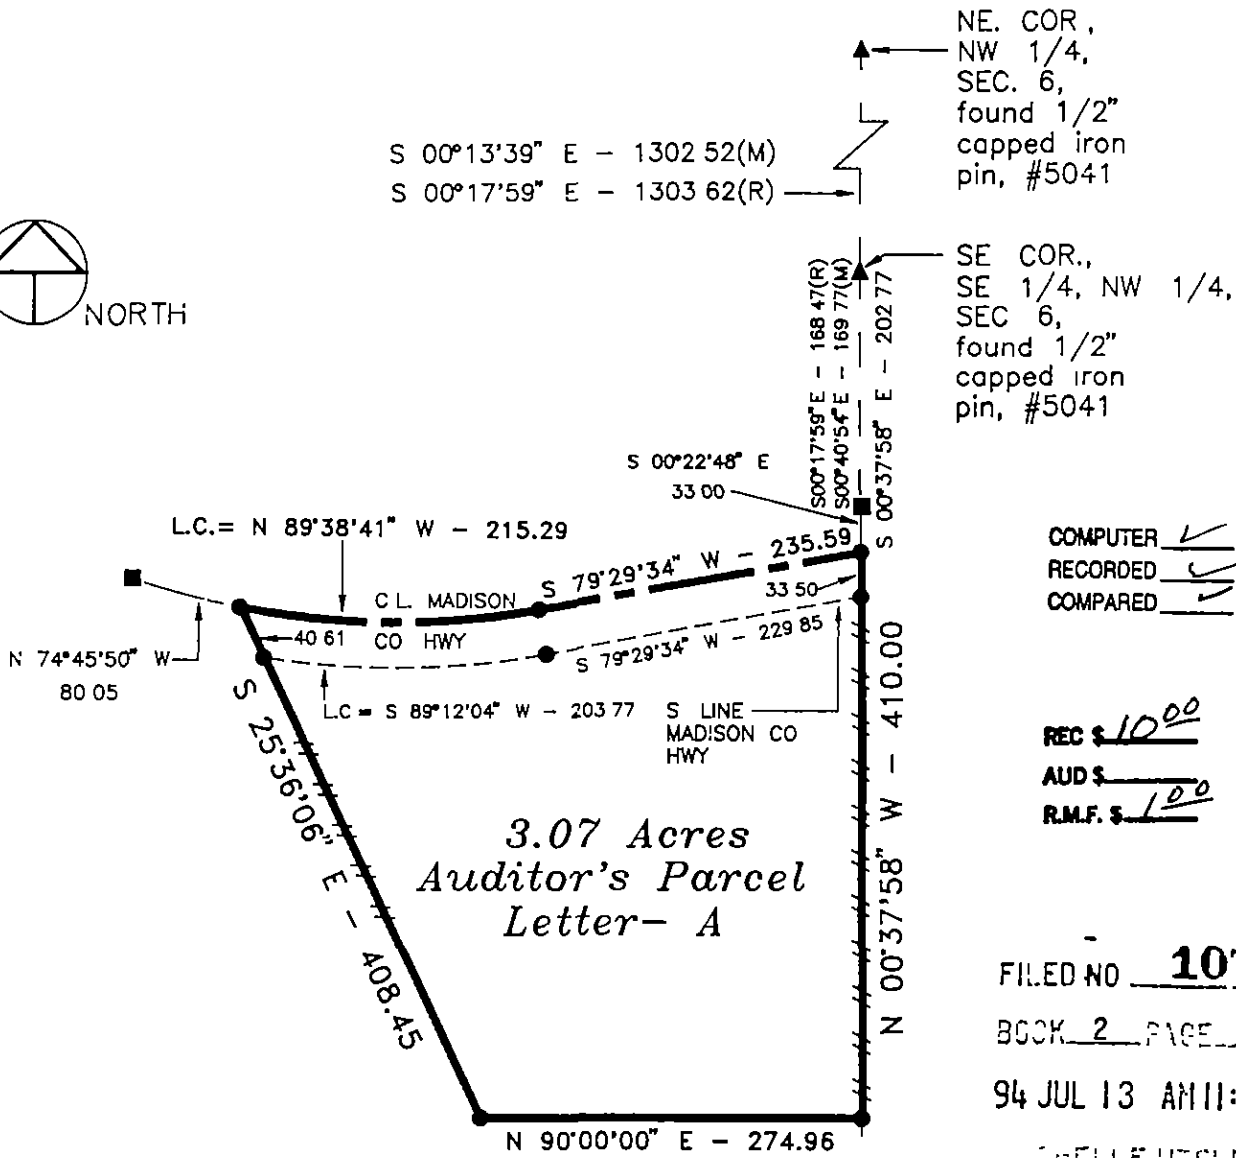 NE. COR,
NW 1/4,
SEC. 6,
found 1/2"
capped iron
pin, #5041
S 00°13'39" E - 1302 52(M)
S 00°17'59" E - 1303 62(R)
NORTH
SE COR.,
SE 1/4, NW 1/4,
SEC 6,
found 1/2"
capped iron
pin, #5041
S00°17'59" E - 168 47(R)
S00°40'54" E - 169 77(M)
S 00°37'58" E - 202 77
S 00°22'48" E
33 00
L.C.= N 89°38'41" W - 215.29
S 79°29'34" W - 235.59
C L. MADISON
CO HWY
33 50
40 61
N 74°45'50" W
80 05
S 79°29'34" W - 229 85
L.C = S 89°12'04" W - 203 77
S LINE
MADISON CO
HWY
S 25°36'06" E - 408.45
N 00°37'58" W - 410.00
3.07 Acres
Auditor's Parcel
Letter- A
N 90°00'00" E - 274.96
COMPUTER
RECORDED
COMPARED
REC $ 10 00
AUD $
R.M.F. $ 1 00
FILED NO 10
BOOK 2 PAGE
94 JUL 13 AM 11: